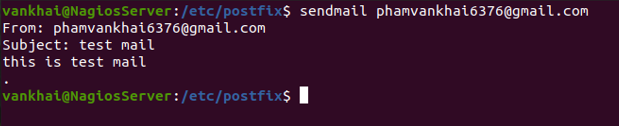 vankhai@NagiosServer:/etc/postfix$ sendmail phamvankhai6376@gmail.com
From: phamvankhai6376@gmail.com
Subject: test mail
this is test mail
.
vankhai@NagiosServer:/etc/postfix$